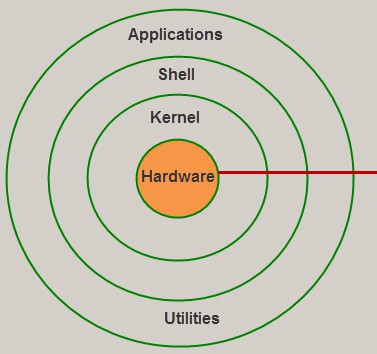 Applications
Shell
Kernel
Hardware
Utilities